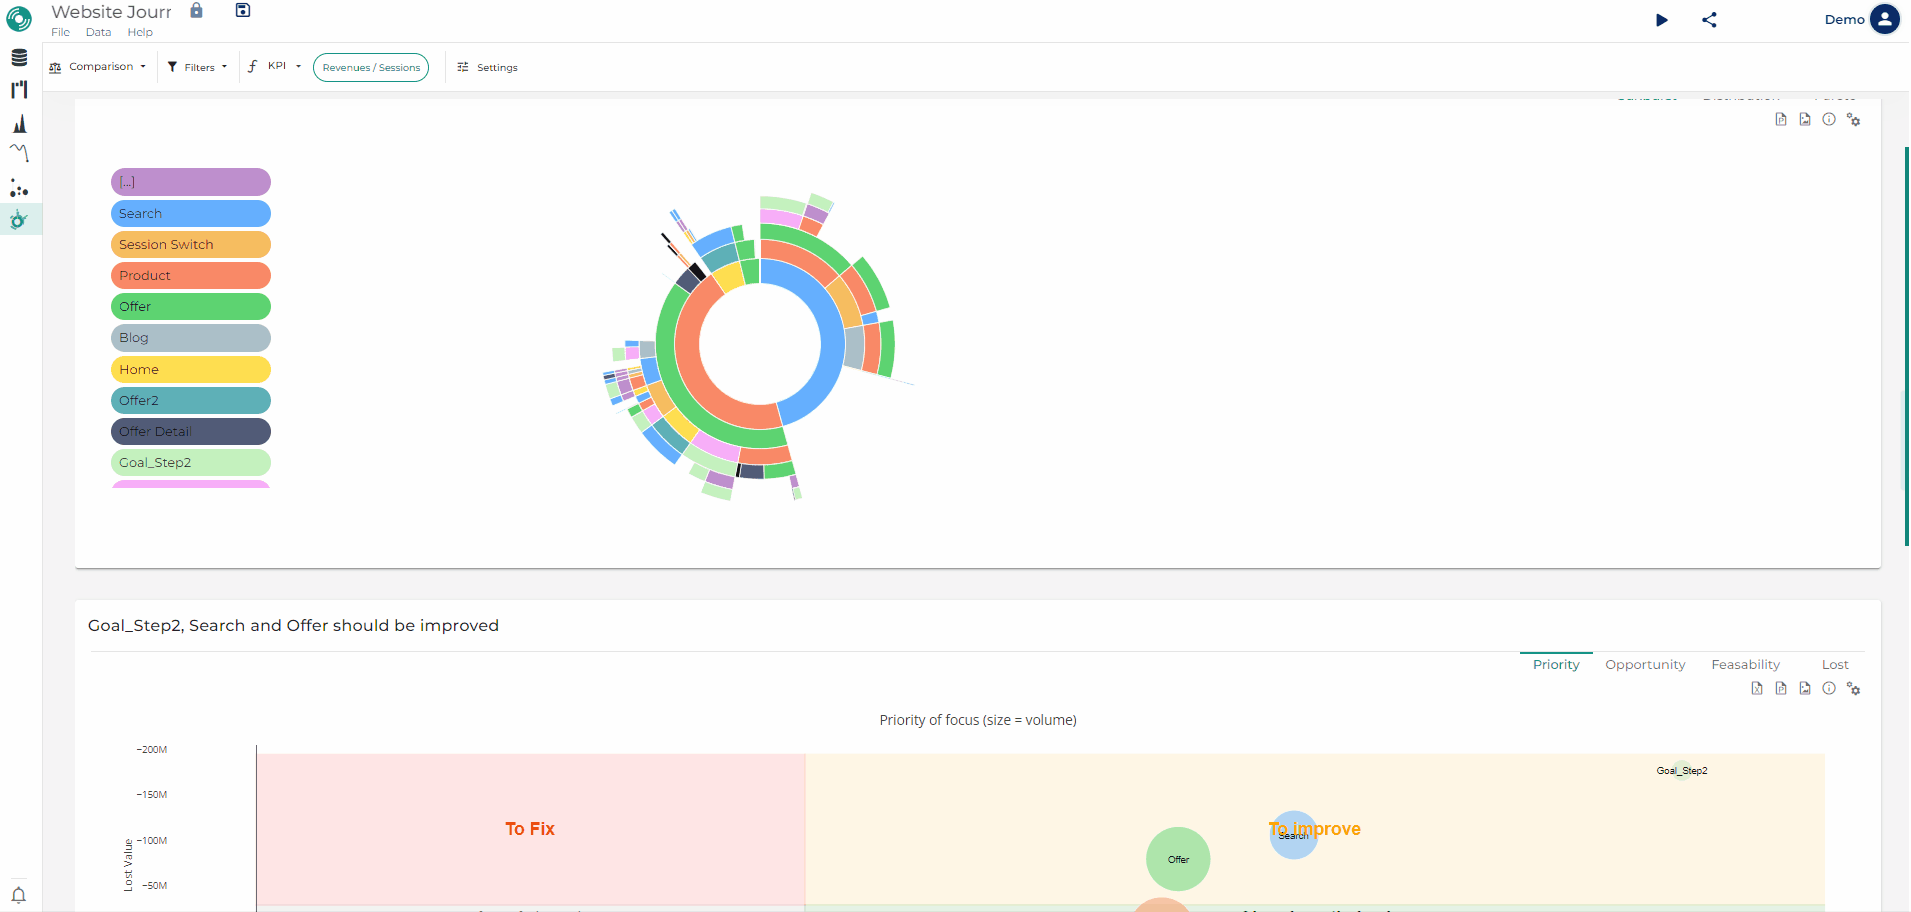 Website Jourr
File Data Help
Demo
Comparison Filters KPI Revenues / Sessions Settings
[...]
Search
Session Switch
Product
Offer
Blog
Home
Offer2
Offer Detail
Goal_Step2
Goal_Step2, Search and Offer should be improved
Priority Opportunity Feasability Lost
Priority of focus (size = volume)
−200M
−150M
−100M
−50M
Lost Value
To Fix
To improve
Goal_Step2
Search
Offer